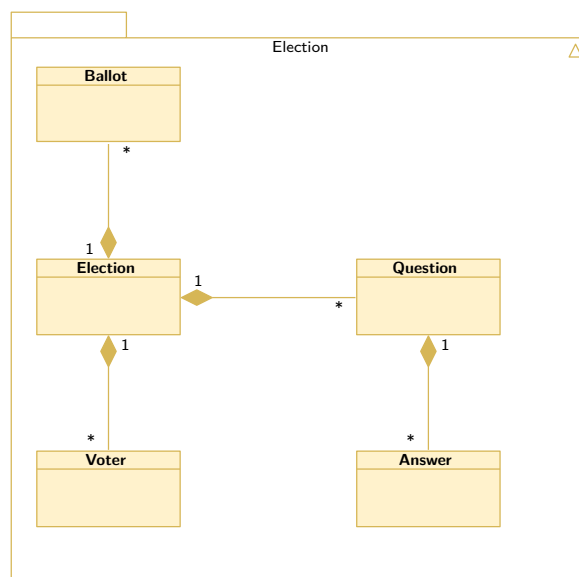 Election
Ballot
*
1
Election
1
Question
*
1
1
*
*
Voter
Answer